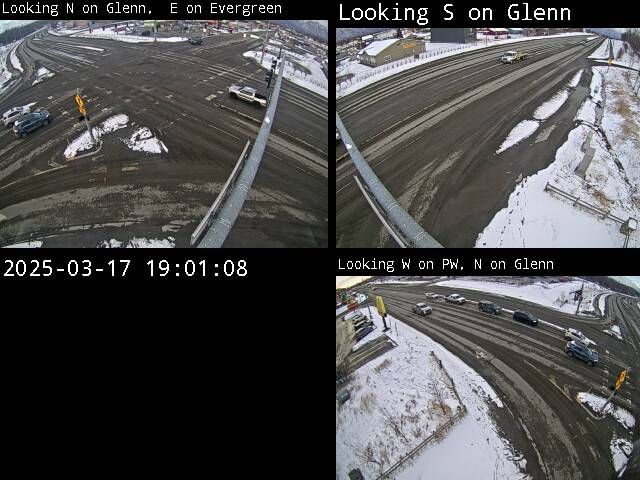 Looking N on Glenn,  E on Evergreen
Looking S on Glenn
2025-03-17 19:01:08
Looking W on PW, N on Glenn